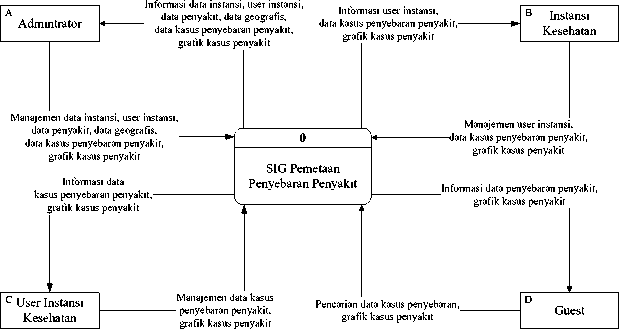 A
Adminitrator
Informasi data instansi, user instansi,
data penyakit, data geografis,
data kasus penyebaran penyakit,
grafik kasus penyakit
Informasi user instansi,
data kasus penyebaran penyakit,
grafik kasus penyakit
B
Instansi
Kesehatan
Manajemen data instansi, user instansi,
data penyakit, data geografis,
data kasus penyebaran penyakit,
grafik kasus penyakit
0
SIG Pemetaan
Penyebaran Penyakit
Manajemen user instansi,
data kasus penyebaran penyakit,
grafik kasus penyakit
Informasi data
kasus penyebaran penyakit,
grafik kasus penyakit
Informasi data penyebaran penyakit,
grafik kasus penyakit
C
User Instansi
Kesehatan
Manajemen data kasus
penyebaran penyakit,
grafik kasus penyakit
Pencarian data kasus penyebaran,
grafik kasus penyakit
D
Guest